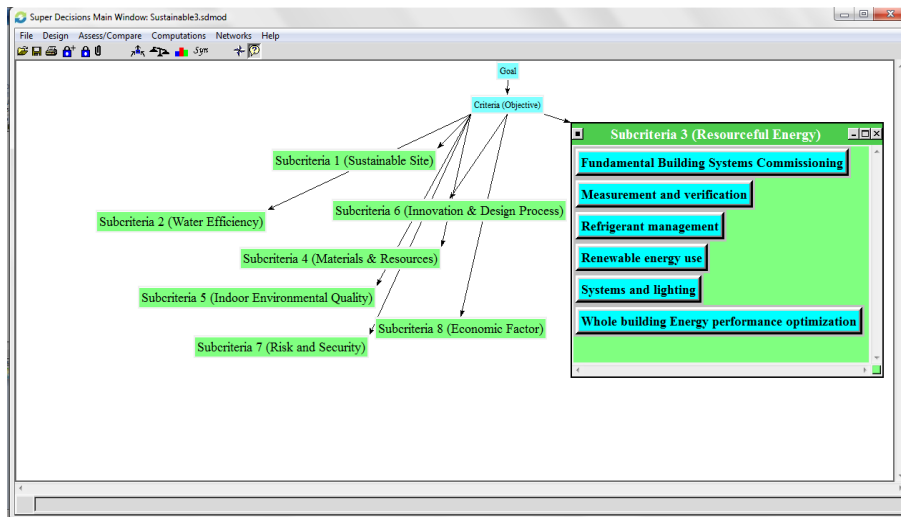 Super Decisions Main Window: Sustainable3.sdmod
File Design Assess/Compare Computations Networks Help
Syn
Goal
Criteria (Objective)
Subcriteria 1 (Sustainable Site)
Subcriteria 6 (Innovation & Design Process)
Subcriteria 2 (Water Efficiency)
Subcriteria 4 (Materials & Resources)
Subcriteria 5 (Indoor Environmental Quality)
Subcriteria 8 (Economic Factor)
Subcriteria 7 (Risk and Security)
Subcriteria 3 (Resourceful Energy)
Fundamental Building Systems Commissioning
Measurement and verification
Refrigerant management
Renewable energy use
Systems and lighting
Whole building Energy performance optimization